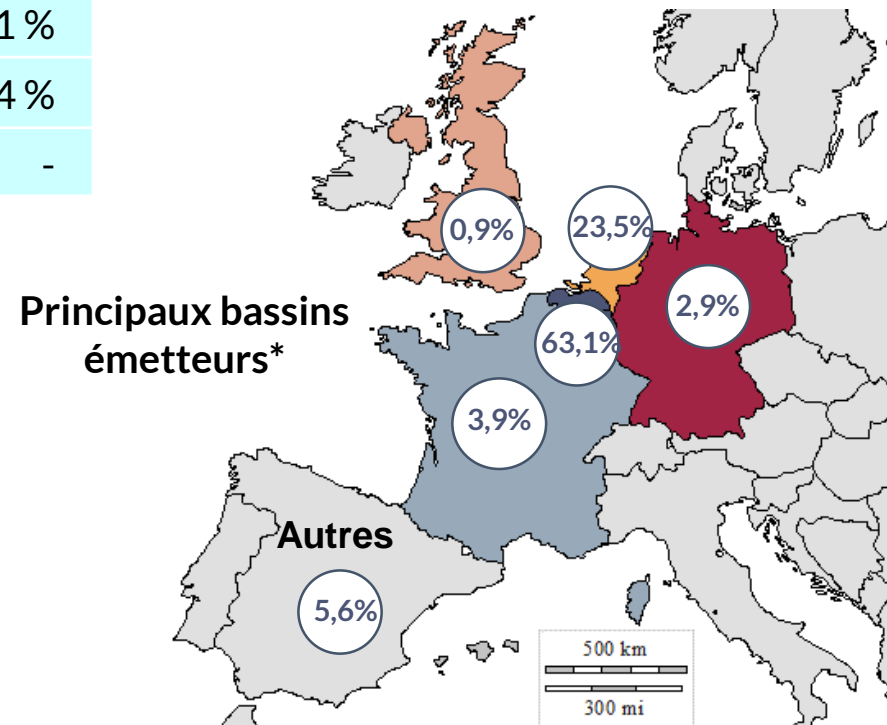 1 %
4 %
-
0,9%
23,5%
Principaux bassins
émetteurs*
2,9%
63,1%
3,9%
Autres
5,6%
500 km
300 mi